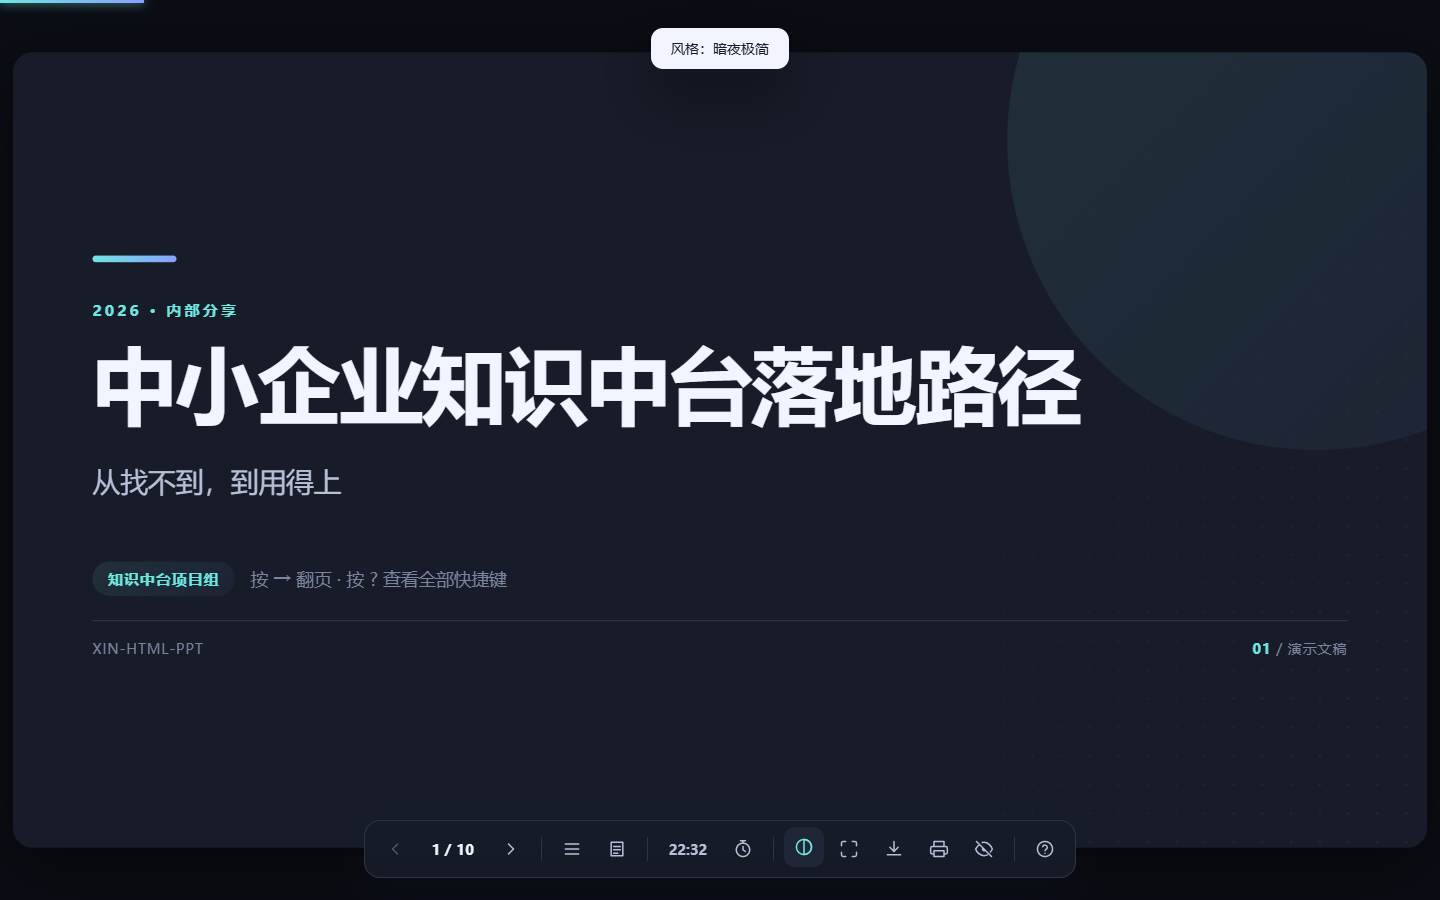 风格：暗夜极简
2026 • 内部分享
中小企业知识中台落地路径
从找不到，到用得上
知识中台项目组
按 → 翻页 · 按 ? 查看全部快捷键
XIN-HTML-PPT
01 / 演示文稿
1 / 10
22:32